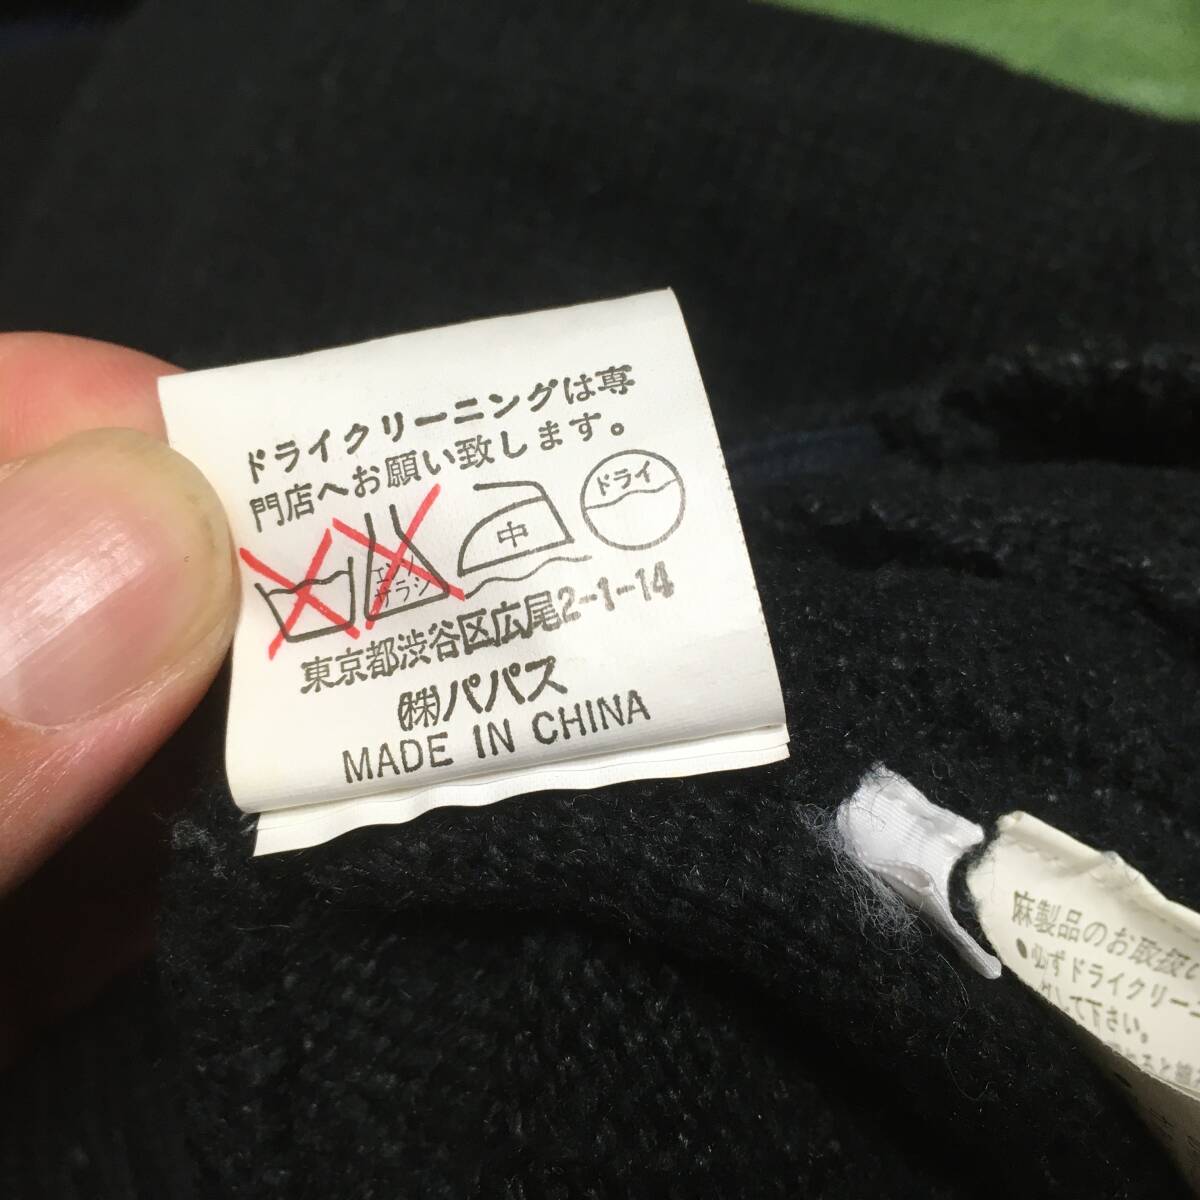 ドライクリーニングは専
門店へお願い致します。
エンソ
サラシ
中
ドライ
東京都渋谷区広尾2-1-14
㈱パパス
MADE IN CHINA
麻製品のお取扱い
●必ずドライクリーニ
して下さい。